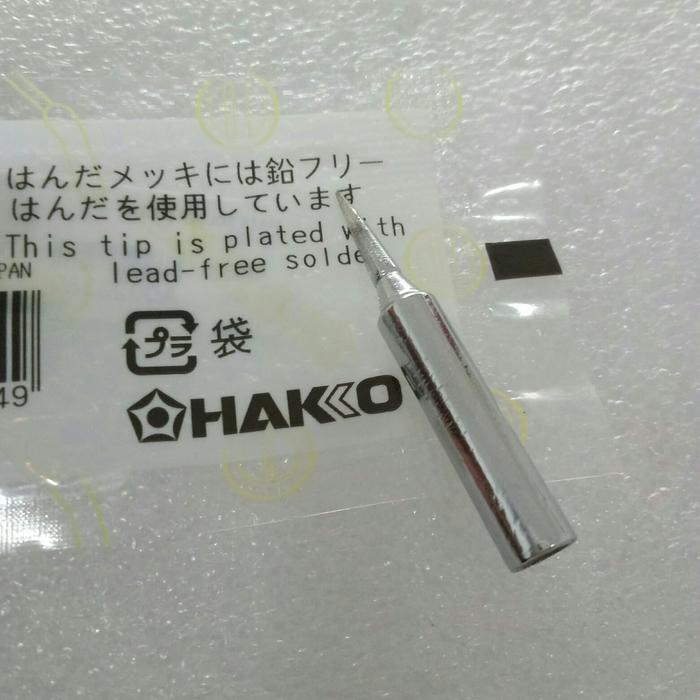 はんだメッキには鉛フリー
はんだを使用しています
This tip is plated with
PAN lead-free solder
プラ 袋
49
HAKKO